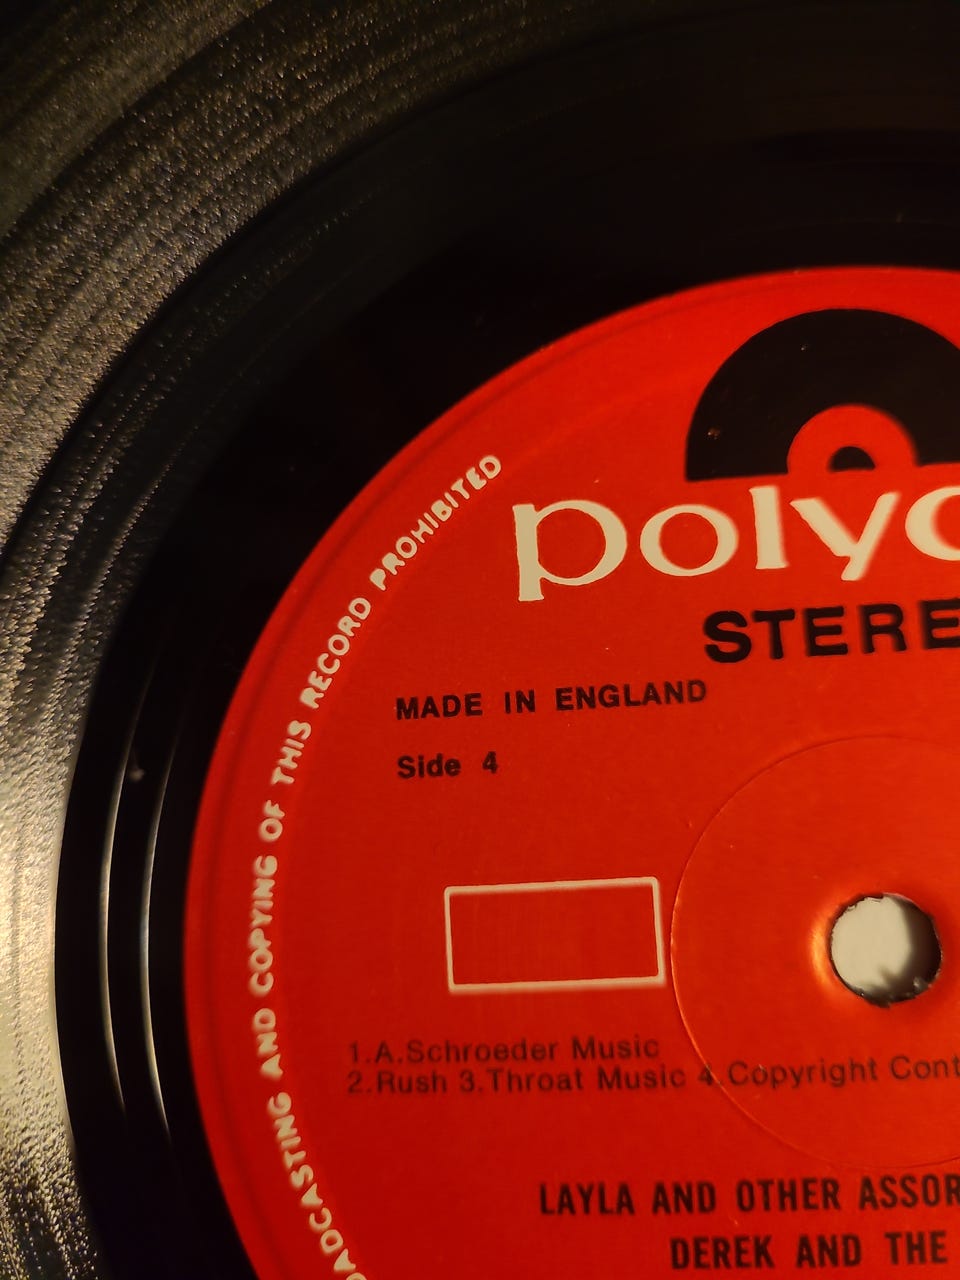 Polyd
STERE
MADE IN ENGLAND
Side 4
1.A.Schroeder Music
2.Rush 3.Throat Music 4.Copyright Cont
LAYLA AND OTHER ASSOR
DEREK AND THE
OADCASTING AND COPYING OF THIS RECORD PROHIBITED